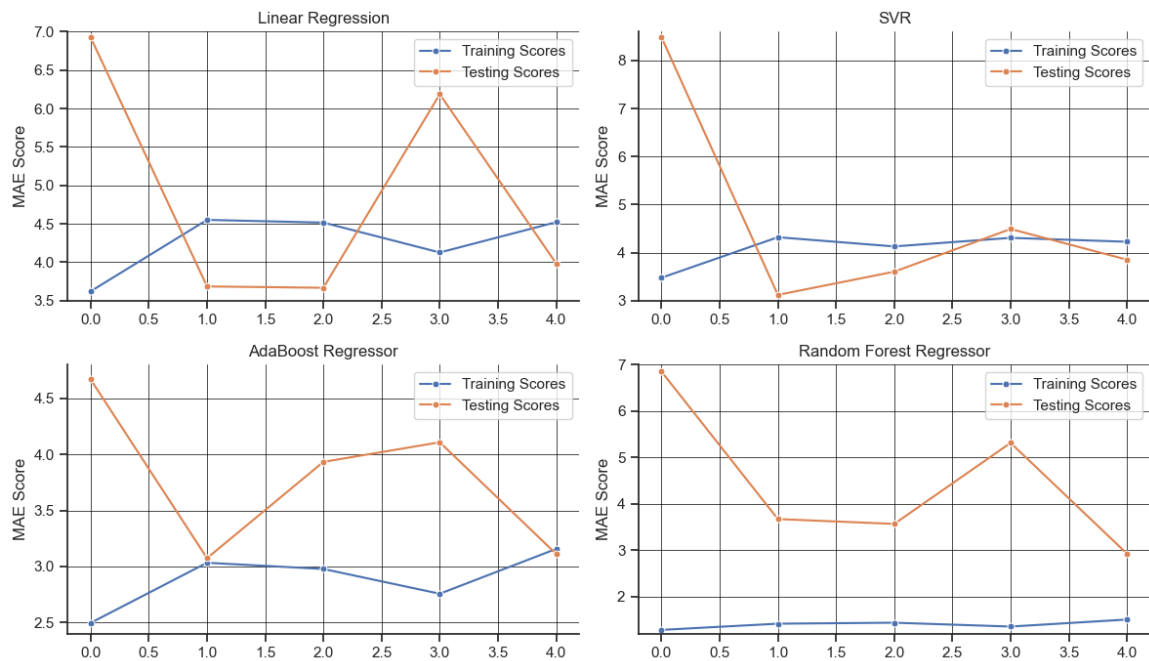 Linear Regression
7.0
6.5
6.0
5.5
5.0
4.5
4.0
3.5
MAE Score
Training Scores
Testing Scores
0.0 0.5 1.0 1.5 2.0 2.5 3.0 3.5 4.0
SVR
8
7
6
5
4
3
MAE Score
Training Scores
Testing Scores
0.0 0.5 1.0 1.5 2.0 2.5 3.0 3.5 4.0
AdaBoost Regressor
4.5
4.0
3.5
3.0
2.5
MAE Score
Training Scores
Testing Scores
0.0 0.5 1.0 1.5 2.0 2.5 3.0 3.5 4.0
Random Forest Regressor
7
6
5
4
3
2
MAE Score
Training Scores
Testing Scores
0.0 0.5 1.0 1.5 2.0 2.5 3.0 3.5 4.0